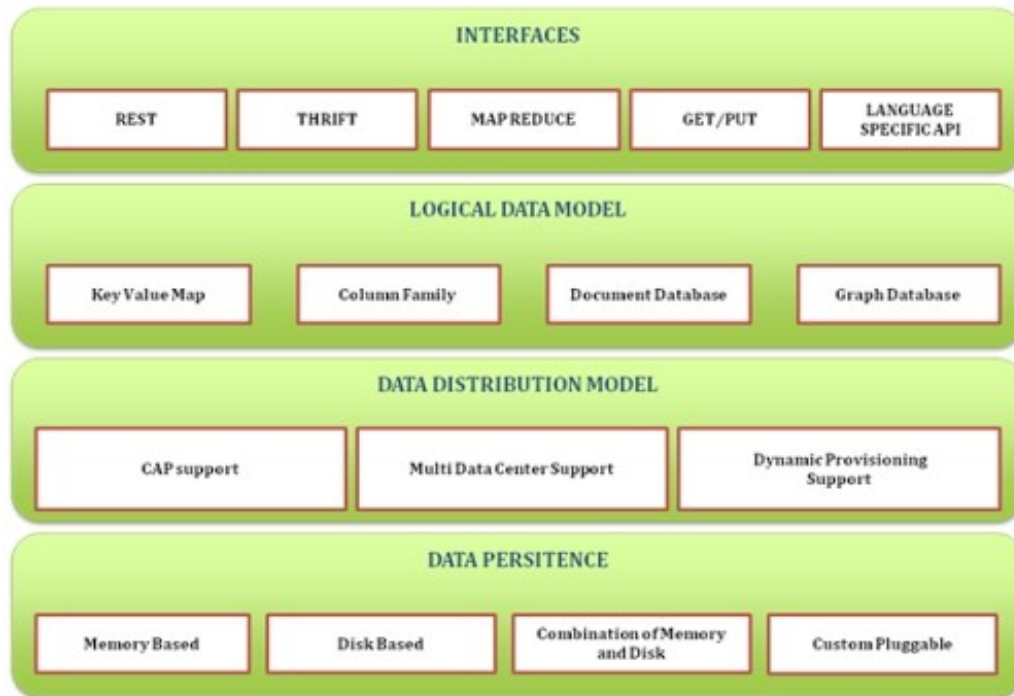 INTERFACES
REST
THRIFT
MAP REDUCE
GET/PUT
LANGUAGE
SPECIFIC API
LOGICAL DATA MODEL
Key Value Map
Column Family
Document Database
Graph Database
DATA DISTRIBUTION MODEL
CAP support
Multi Data Center Support
Dynamic Provisioning
Support
DATA PERSITENCE
Memory Based
Disk Based
Combination of Memory
and Disk
Custom Pluggable